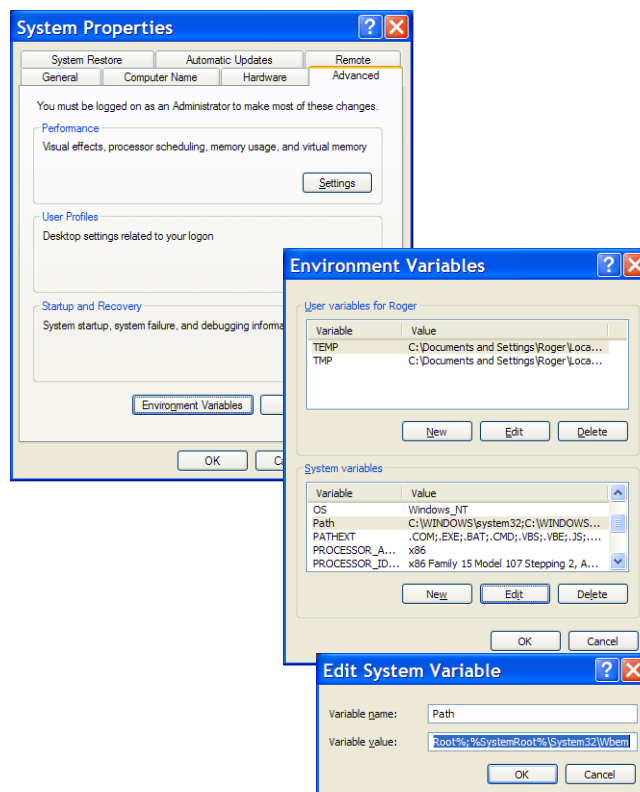 System Properties
System Restore Automatic Updates Remote
General Computer Name Hardware Advanced
You must be logged on as an Administrator to make most of these changes.
Performance
Visual effects, processor scheduling, memory usage, and virtual memory
Settings
User Profiles
Desktop settings related to your logon
Startup and Recovery
System startup, system failure, and debugging informa
Environment Variables
OK Ca
Environment Variables
User variables for Roger
Variable Value
TEMP C:\Documents and Settings\Roger\Loca...
TMP C:\Documents and Settings\Roger\Loca...
New Edit Delete
System variables
Variable Value
OS Windows_NT
Path C:\WINDOWS\system32;C:\WINDOWS...
PATHEXT .COM;.EXE;.BAT;.CMD;.VBS;.VBE;.JS;....
PROCESSOR_A... x86
PROCESSOR_ID... x86 Family 15 Model 107 Stepping 2, A...
New Edit Delete
OK Cancel
Edit System Variable
Variable name: Path
Variable value: Root%;%SystemRoot%\System32\Wbem
OK Cancel